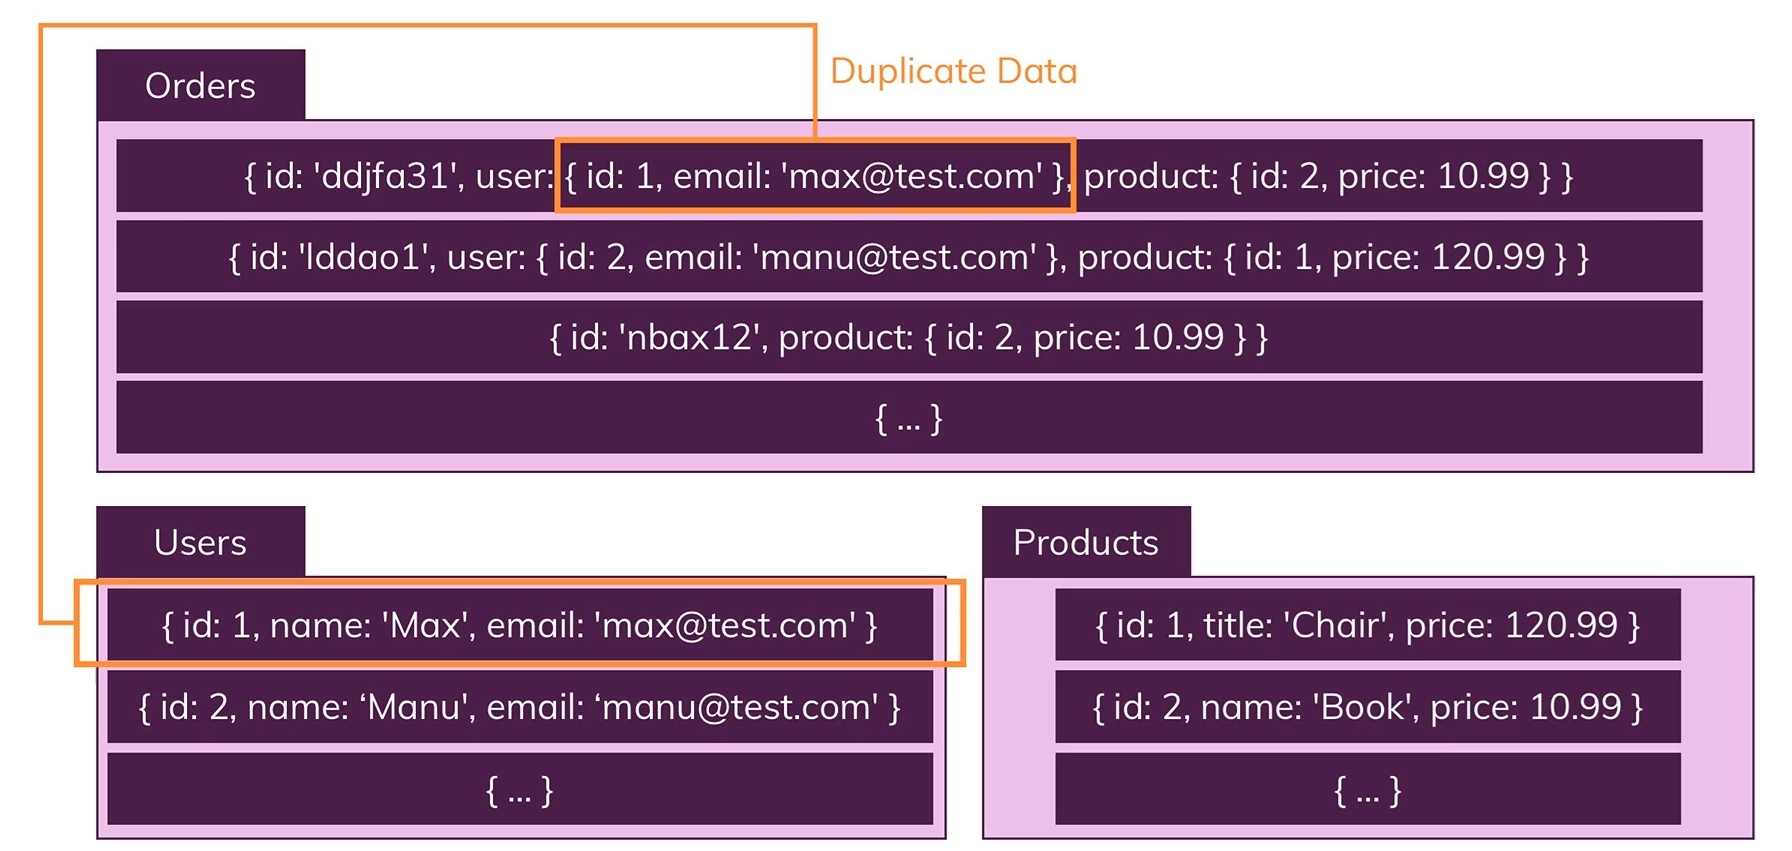 Duplicate Data
Orders
{ id: 'ddjfa31', user: { id: 1, email: 'max@test.com' }, product: { id: 2, price: 10.99 } }
{ id: 'lddao1', user: { id: 2, email: 'manu@test.com' }, product: { id: 1, price: 120.99 } }
{ id: 'nbax12', product: { id: 2, price: 10.99 } }
{ ... }
Users
{ id: 1, name: 'Max', email: 'max@test.com' }
{ id: 2, name: ‘Manu', email: ‘manu@test.com' }
{ ... }
Products
{ id: 1, title: 'Chair', price: 120.99 }
{ id: 2, name: 'Book', price: 10.99 }
{ ... }